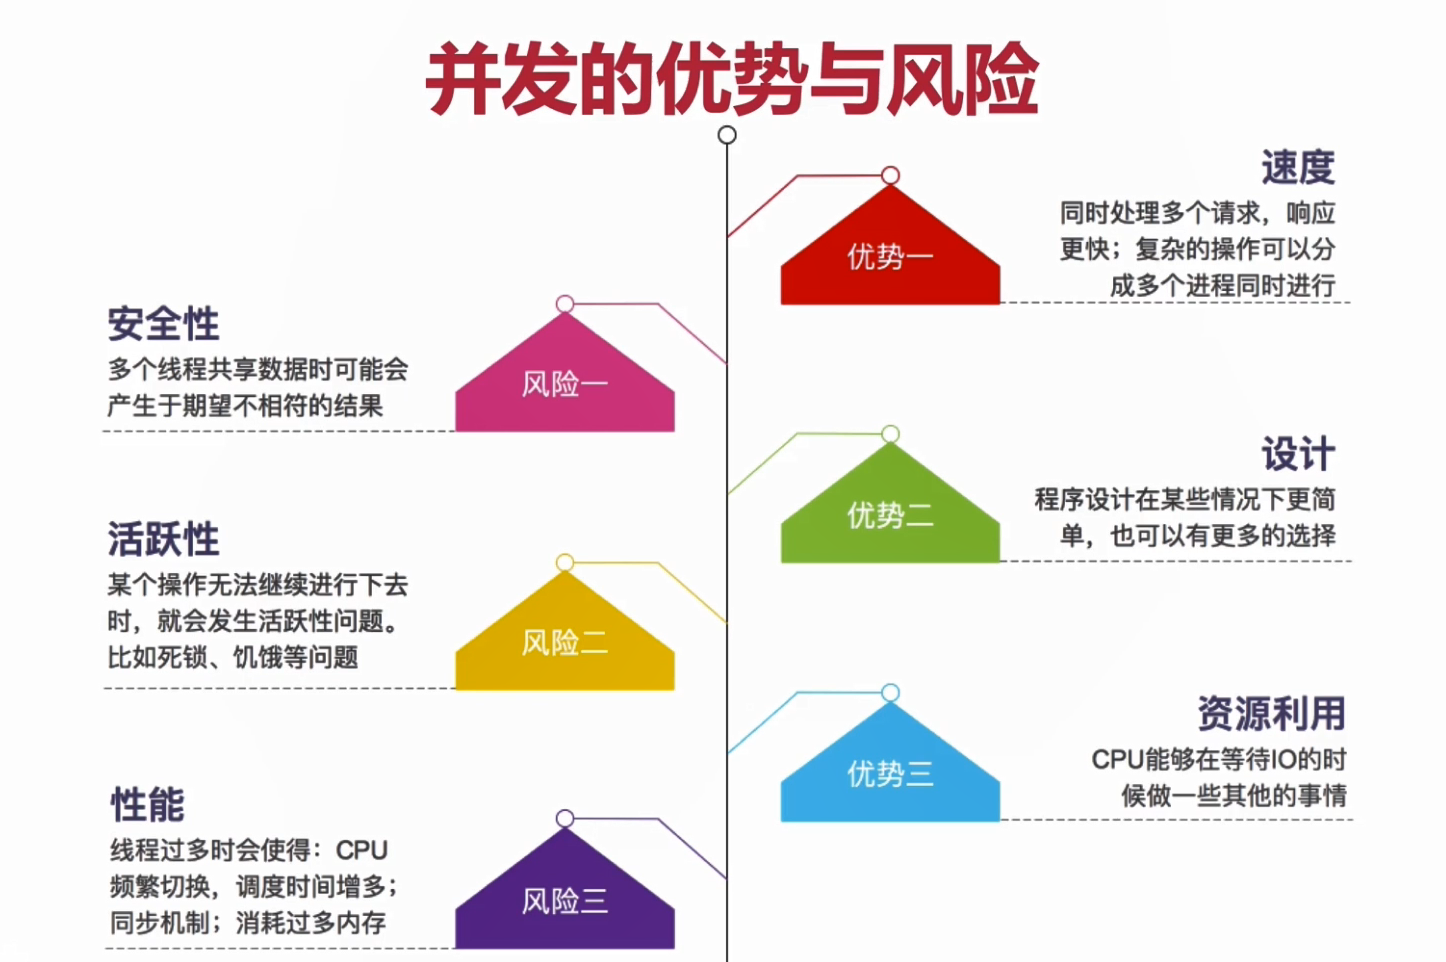 并发的优势与风险
速度
同时处理多个请求，响应
更快；复杂的操作可以分
成多个进程同时进行
优势一
安全性
多个线程共享数据时可能会
产生于期望不相符的结果
风险一
设计
程序设计在某些情况下更简
单，也可以有更多的选择
优势二
活跃性
某个操作无法继续进行下去
时，就会发生活跃性问题。
比如死锁、饥饿等问题
风险二
资源利用
CPU能够在等待IO的时
候做一些其他的事情
优势三
性能
线程过多时会使得：CPU
频繁切换，调度时间增多；
同步机制；消耗过多内存
风险三